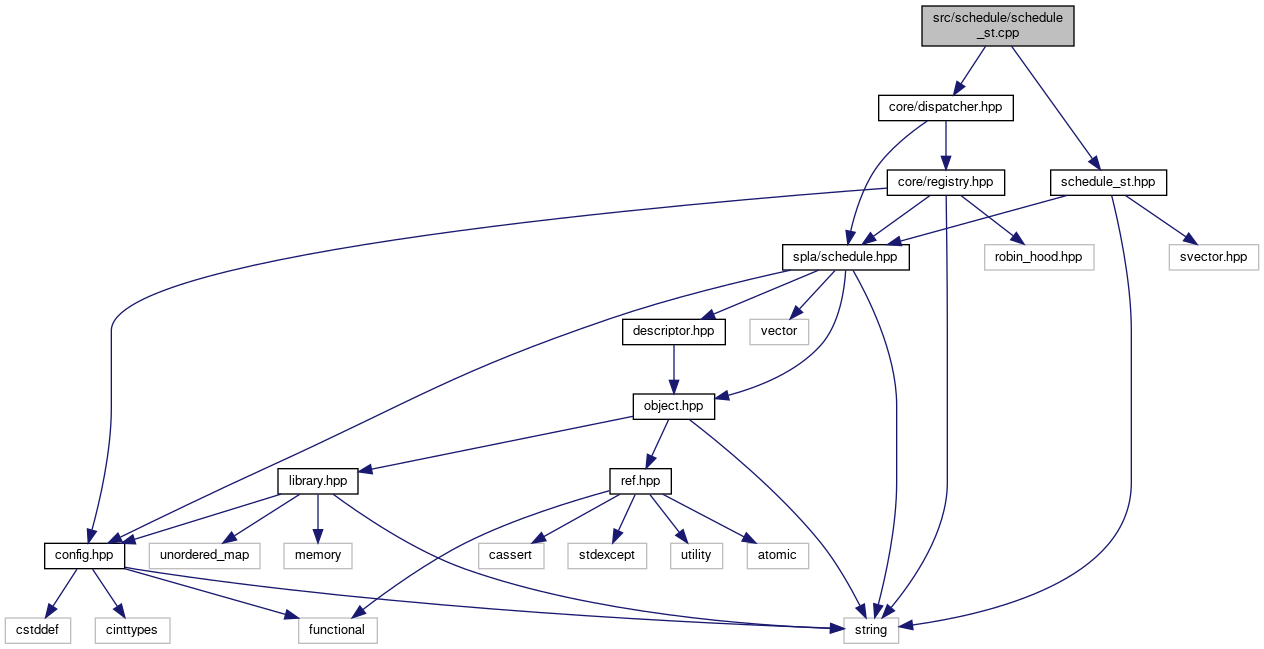 src/schedule/schedule
_st.cpp
core/dispatcher.hpp
core/registry.hpp
schedule_st.hpp
spla/schedule.hpp
robin_hood.hpp
svector.hpp
descriptor.hpp
vector
object.hpp
library.hpp
ref.hpp
config.hpp
unordered_map
memory
cassert
stdexcept
utility
atomic
cstddef
cinttypes
functional
string